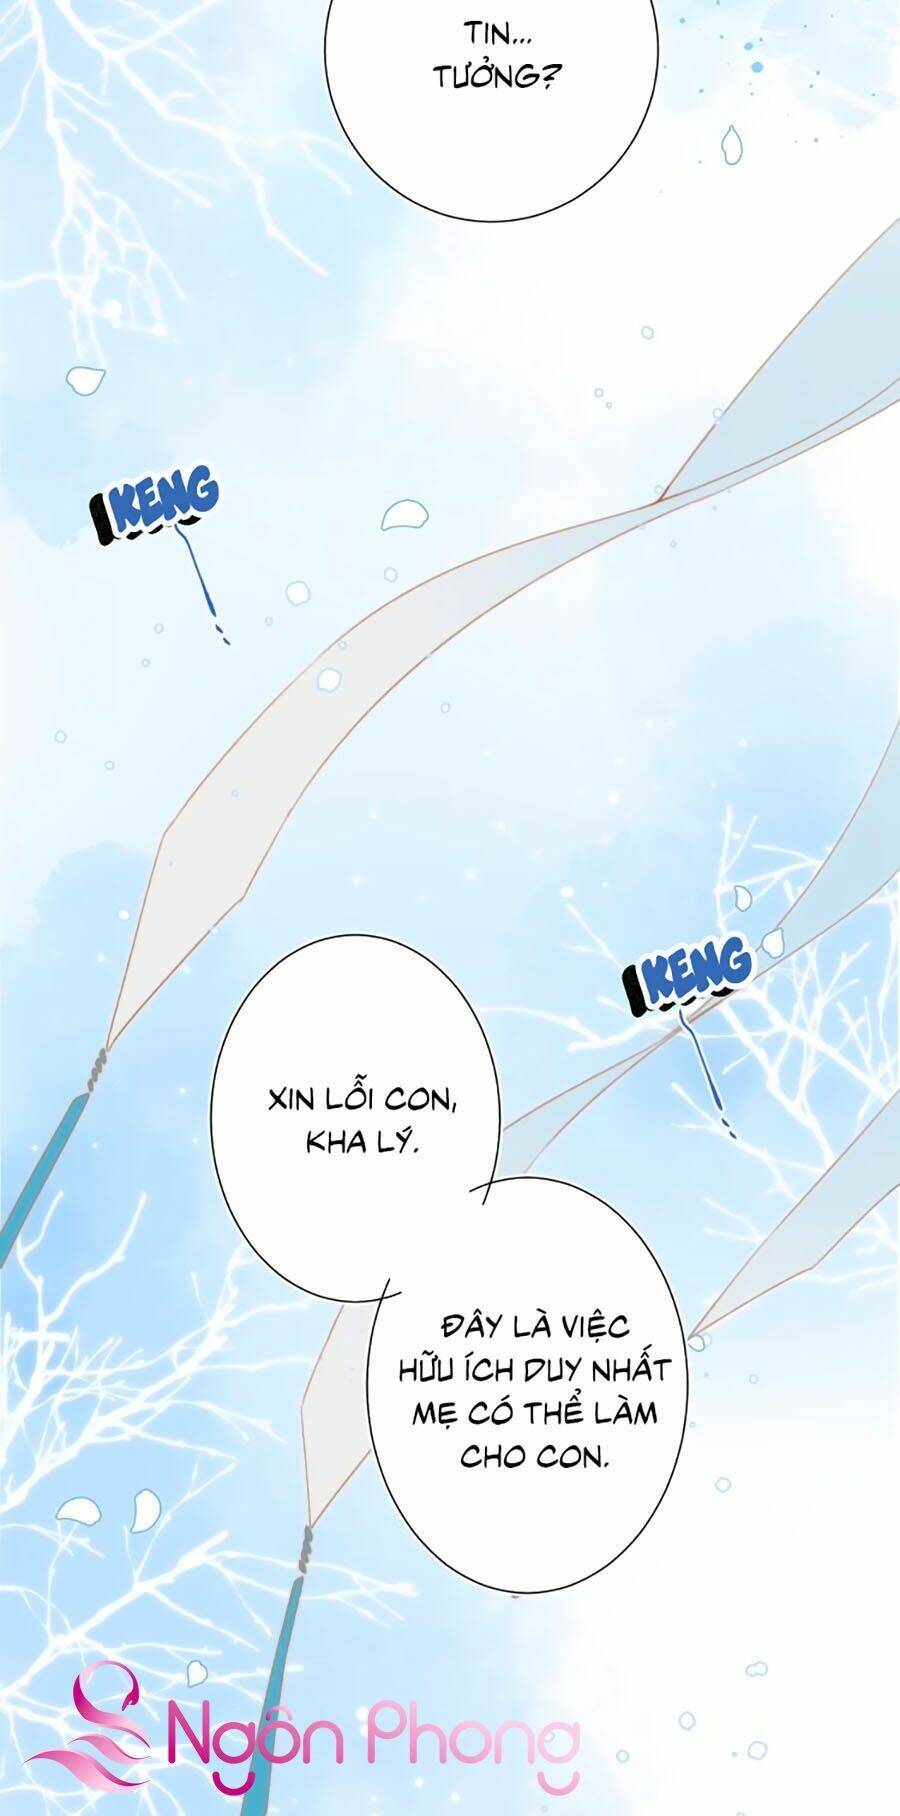 TIN...
TƯỞNG?
KENG
KENG
XIN LỖI CON,
KHA LÝ.
ĐÂY LÀ VIỆC
HỮU ÍCH DUY NHẤT
MẸ CÓ THỂ LÀM
CHO CON.
Ngôn Phong